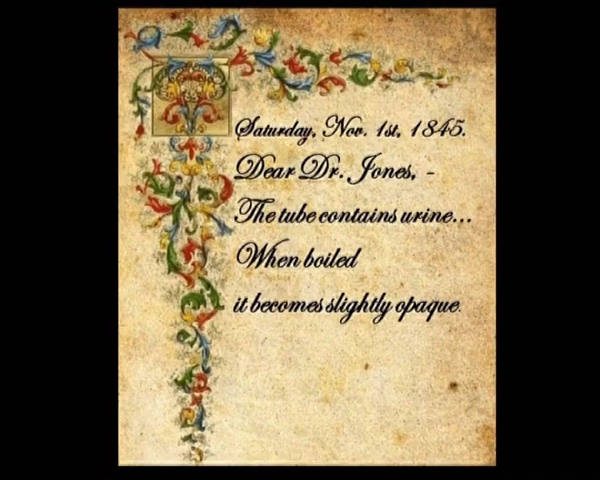 Saturday, Nov. 1st, 1845.
Dear Dr. Jones, -
The tube contains urine...
When boiled
it becomes slightly opaque.